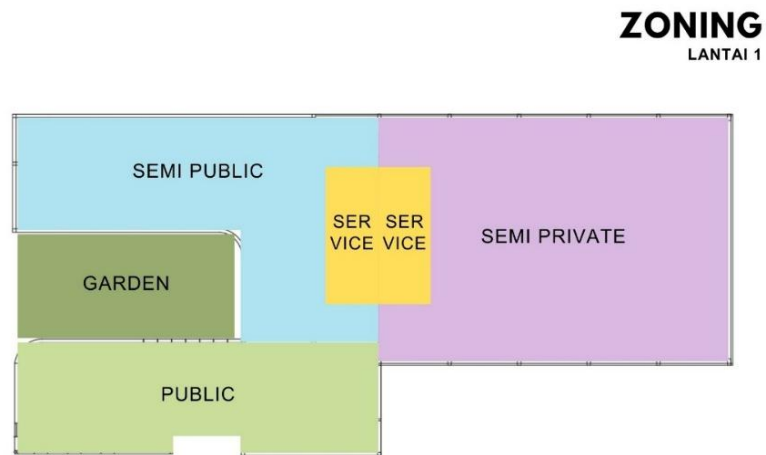 ZONING
LANTAI 1
SEMI PUBLIC
SER
VICE
SER
VICE
SEMI PRIVATE
GARDEN
PUBLIC